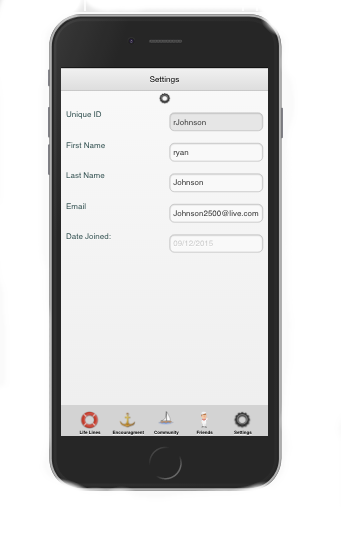 Settings
Unique ID
rJohnson
First Name
ryan
Last Name
Johnson
Email
Johnson2500@live.com
Date Joined:
09/12/2015
Life Lines Encouragment Community Friends Settings